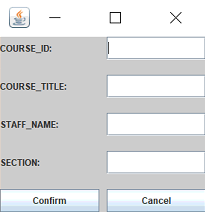 COURSE_ID:
COURSE_TITLE:
STAFF_NAME:
SECTION:
Confirm Cancel